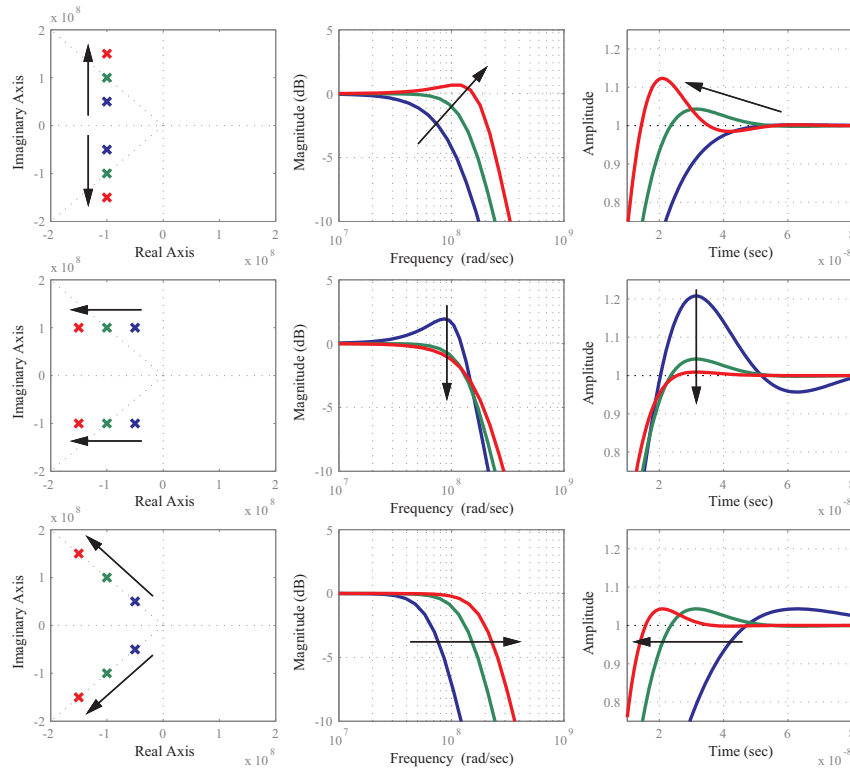 x 10^8
2
1
0
-1
-2
-2
-1
0
1
2
x 10^8
Real Axis
Imaginary Axis
5
0
-5
-10
10^7
10^8
10^9
Frequency (rad/sec)
Magnitude (dB)
1.2
1.1
1
0.9
0.8
2
4
6
8
x 10^-8
Time (sec)
Amplitude
x 10^8
2
1
0
-1
-2
-2
-1
0
1
2
x 10^8
Real Axis
Imaginary Axis
5
0
-5
-10
10^7
10^8
10^9
Frequency (rad/sec)
Magnitude (dB)
1.2
1.1
1
0.9
0.8
2
4
6
8
x 10^-8
Time (sec)
Amplitude
x 10^8
2
1
0
-1
-2
-2
-1
0
1
2
x 10^8
Real Axis
Imaginary Axis
5
0
-5
-10
10^7
10^8
10^9
Frequency (rad/sec)
Magnitude (dB)
1.2
1.1
1
0.9
0.8
2
4
6
8
x 10^-8
Time (sec)
Amplitude